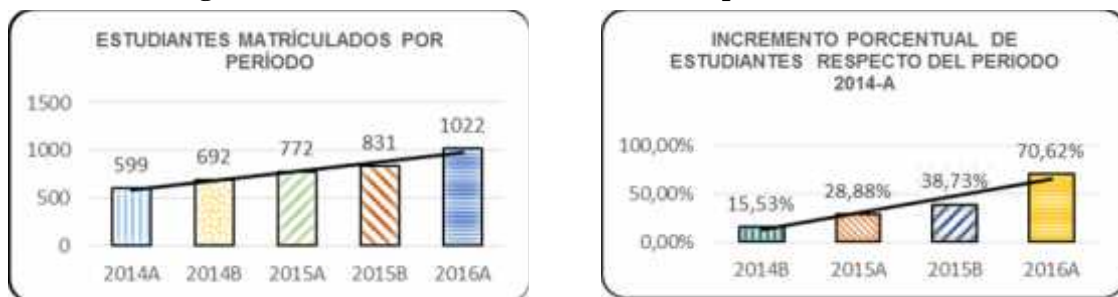 ESTUDIANTES MATRÍCULADOS POR
PERÍODO
1500
1000
500
0
599
692
772
831
1022
2014A 2014B 2015A 2015B 2016A
INCREMENTO PORCENTUAL DE
ESTUDIANTES RESPECTO DEL PERIODO
2014-A
100,00%
50,00%
0,00%
15,53%
28,88%
38,73%
70,62%
2014B 2015A 2015B 2016A